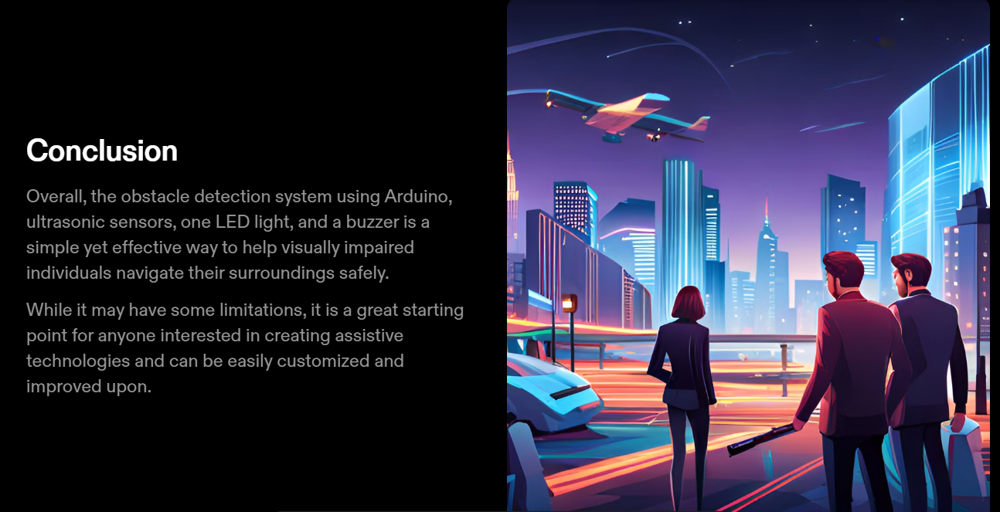 Conclusion
Overall, the obstacle detection system using Arduino,
ultrasonic sensors, one LED light, and a buzzer is a
simple yet effective way to help visually impaired
individuals navigate their surroundings safely.
While it may have some limitations, it is a great starting
point for anyone interested in creating assistive
technologies and can be easily customized and
improved upon.